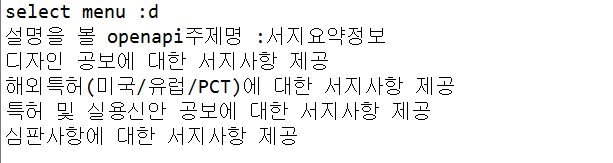 select menu :d
설명을 볼 openapi주제명 :서지요약정보
디자인 공보에 대한 서지사항 제공
해외특허(미국/유럽/PCT)에 대한 서지사항 제공
특허 및 실용신안 공보에 대한 서지사항 제공
심판사항에 대한 서지사항 제공